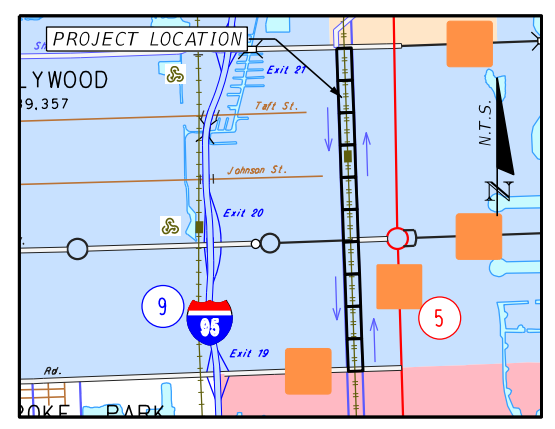 PROJECT LOCATION
LYWOOD
39,357
Exit 21
Taft St.
N.T.S.
Johnson St.
N
Exit 20
9
95
5
Exit 19
Rd.
OKE PARK